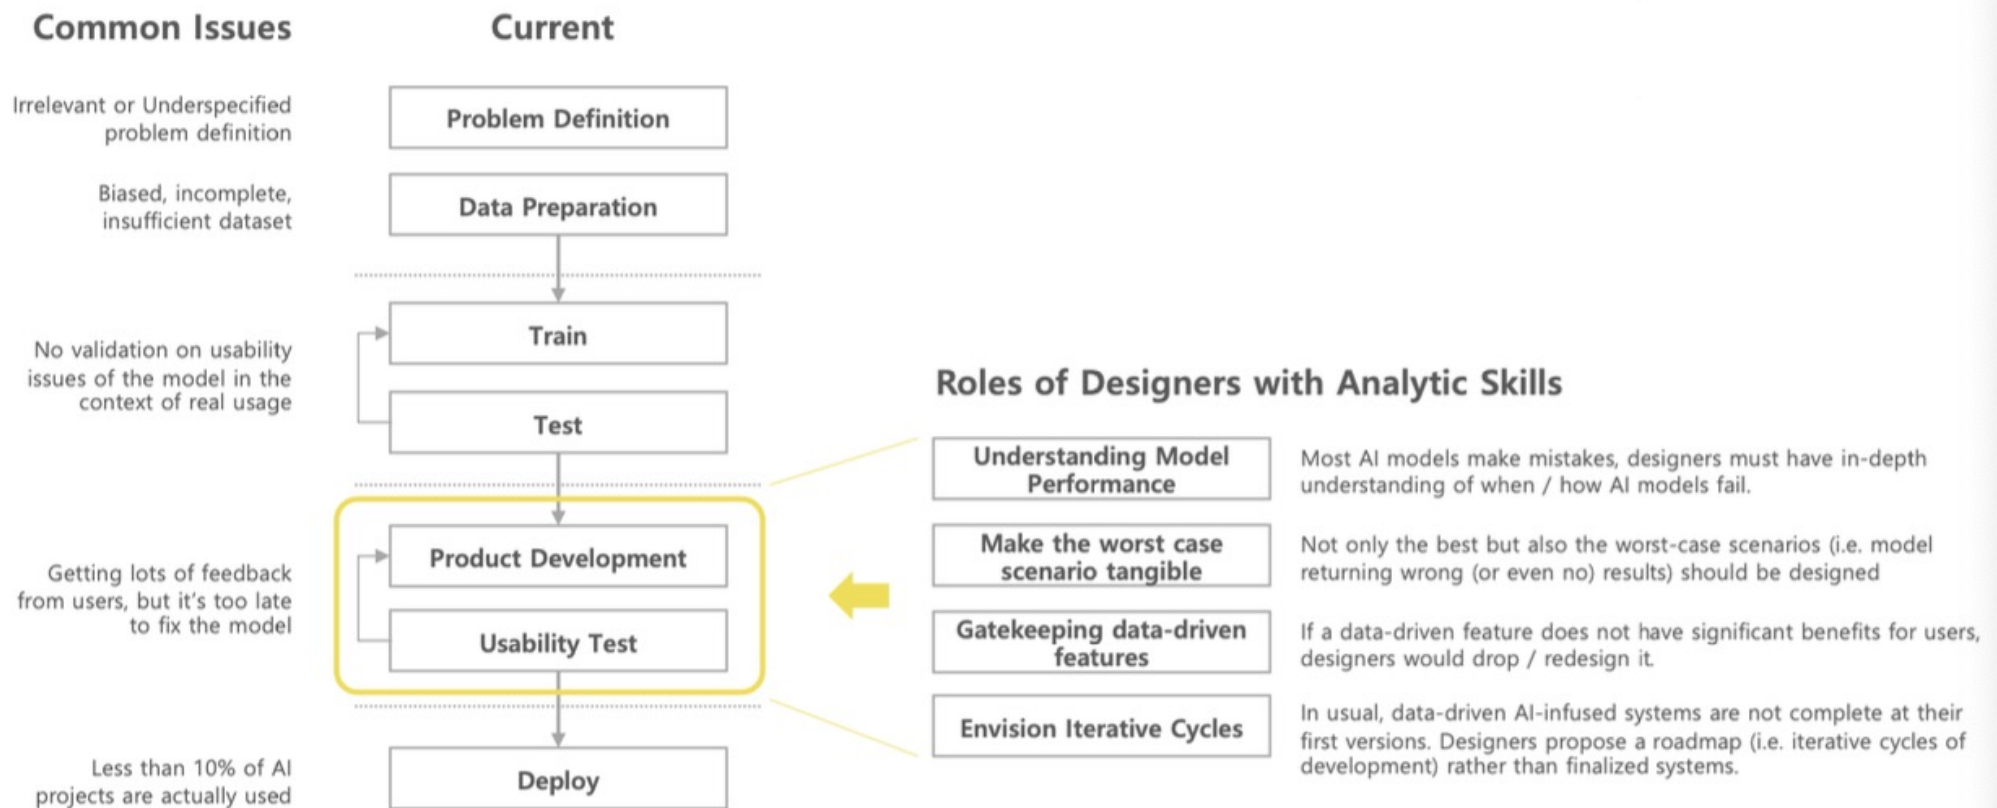 Common Issues
Current
Irrelevant or Underspecified
problem definition
Problem Definition
Biased, incomplete,
insufficient dataset
Data Preparation
No validation on usability
issues of the model in the
context of real usage
Train
Test
Getting lots of feedback
from users, but it's too late
to fix the model
Product Development
Usability Test
Less than 10% of AI
projects are actually used
Deploy
Roles of Designers with Analytic Skills
Understanding Model
Performance
Most AI models make mistakes, designers must have in-depth
understanding of when / how AI models fail.
Make the worst case
scenario tangible
Not only the best but also the worst-case scenarios (i.e. model
returning wrong (or even no) results) should be designed
Gatekeeping data-driven
features
If a data-driven feature does not have significant benefits for users,
designers would drop / redesign it.
Envision Iterative Cycles
In usual, data-driven AI-infused systems are not complete at their
first versions. Designers propose a roadmap (i.e. iterative cycles of
development) rather than finalized systems.